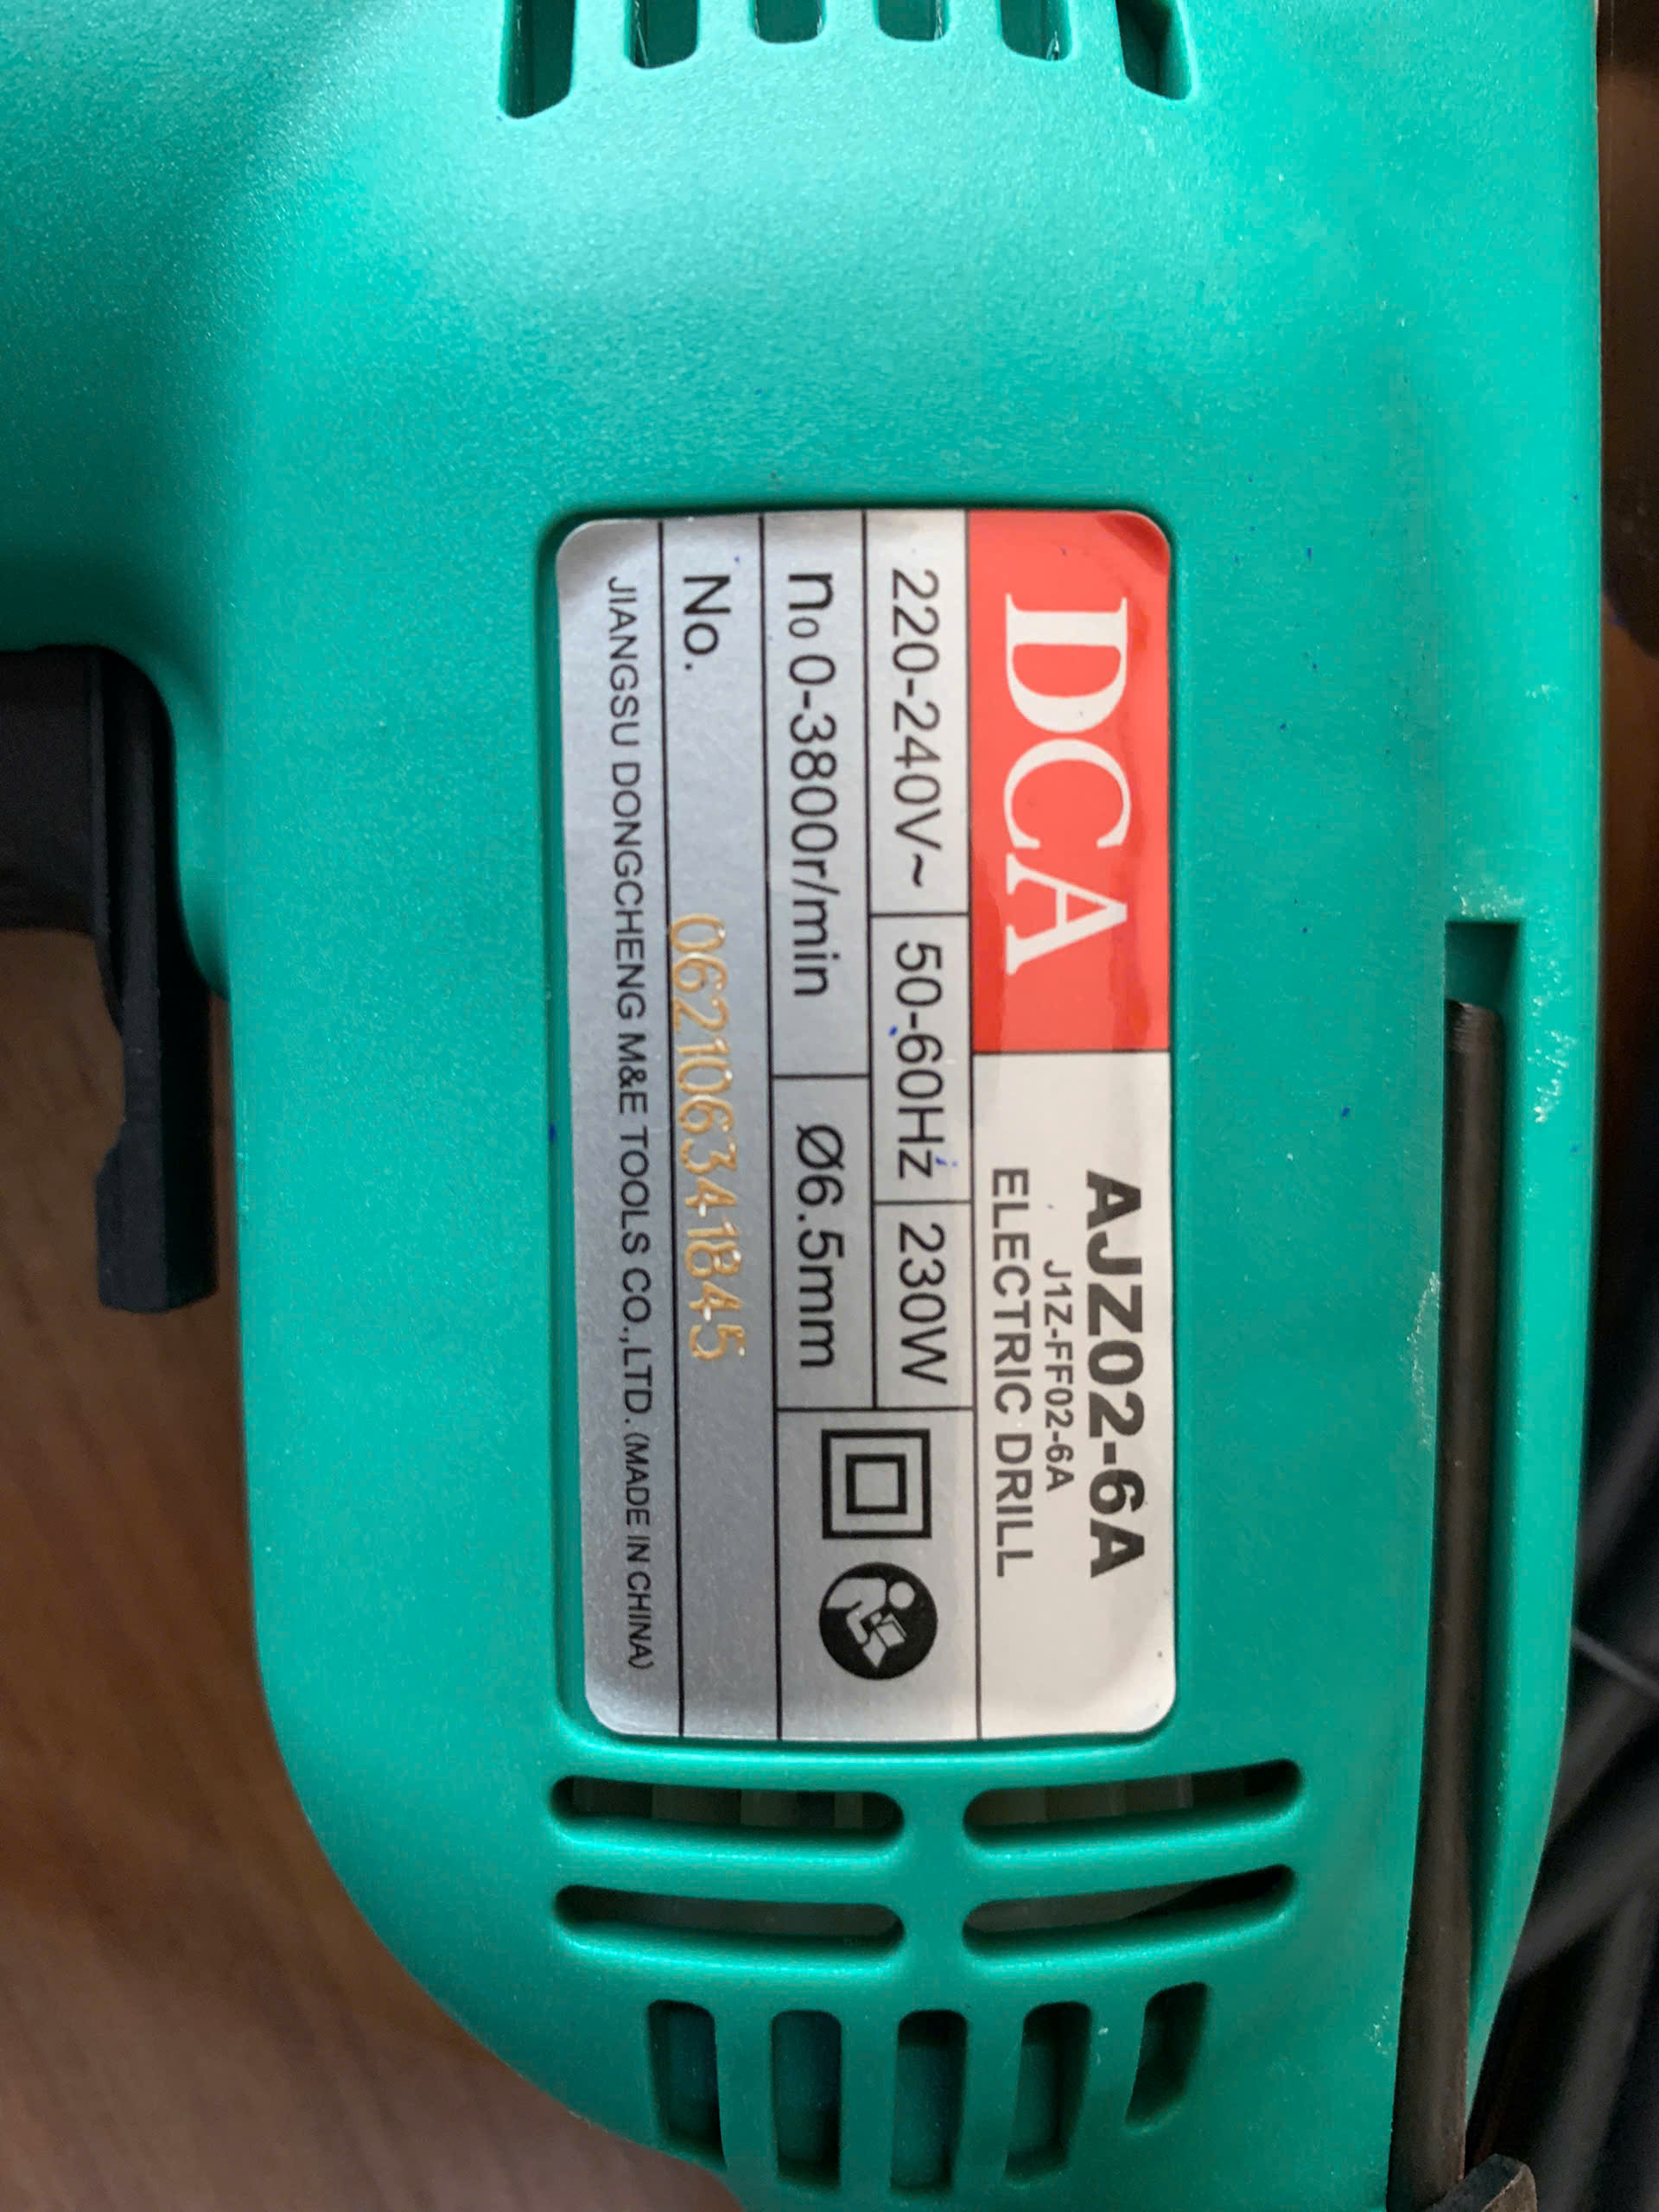 DCA
AJZ02-6A
J1Z-FF02-6A
ELECTRIC DRILL
220-240V~ 50-60Hz 230W
n₀ 0-3800r/min Ø6.5mm
No. 062106341845
JIANGSU DONGCHENG M&E TOOLS CO.,LTD. (MADE IN CHINA)